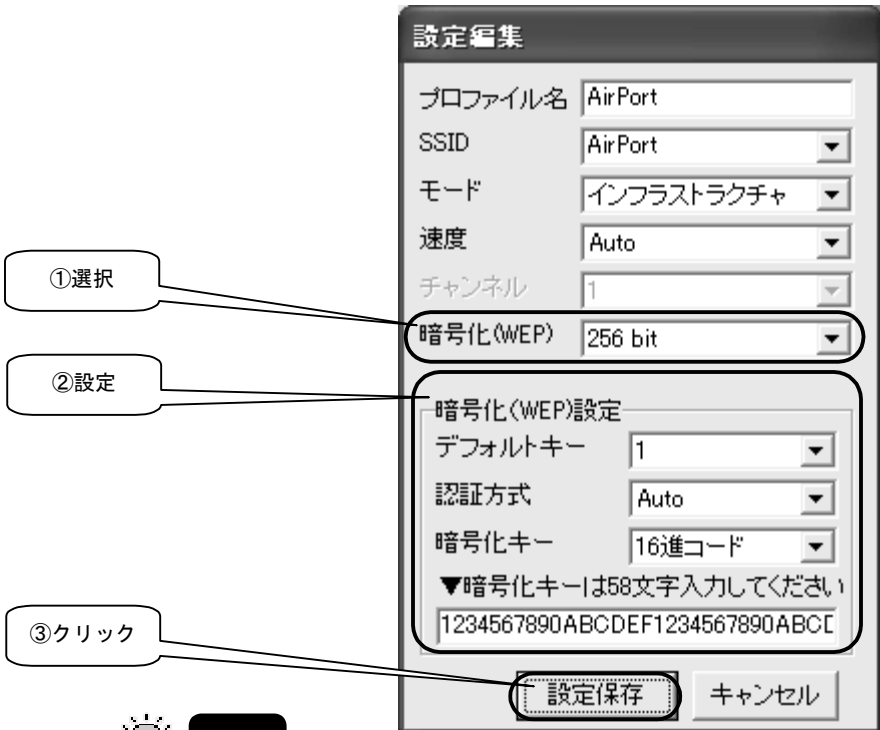 設定編集
プロファイル名 AirPort
SSID AirPort
モード インフラストラクチャ
速度 Auto
チャンネル 1
①選択
暗号化(WEP) 256 bit
②設定
暗号化(WEP)設定
デフォルトキー 1
認証方式 Auto
暗号化キー 16進コード
▼暗号化キーは58文字入力してください
1234567890ABCDEF1234567890ABCD
③クリック
設定保存 キャンセル